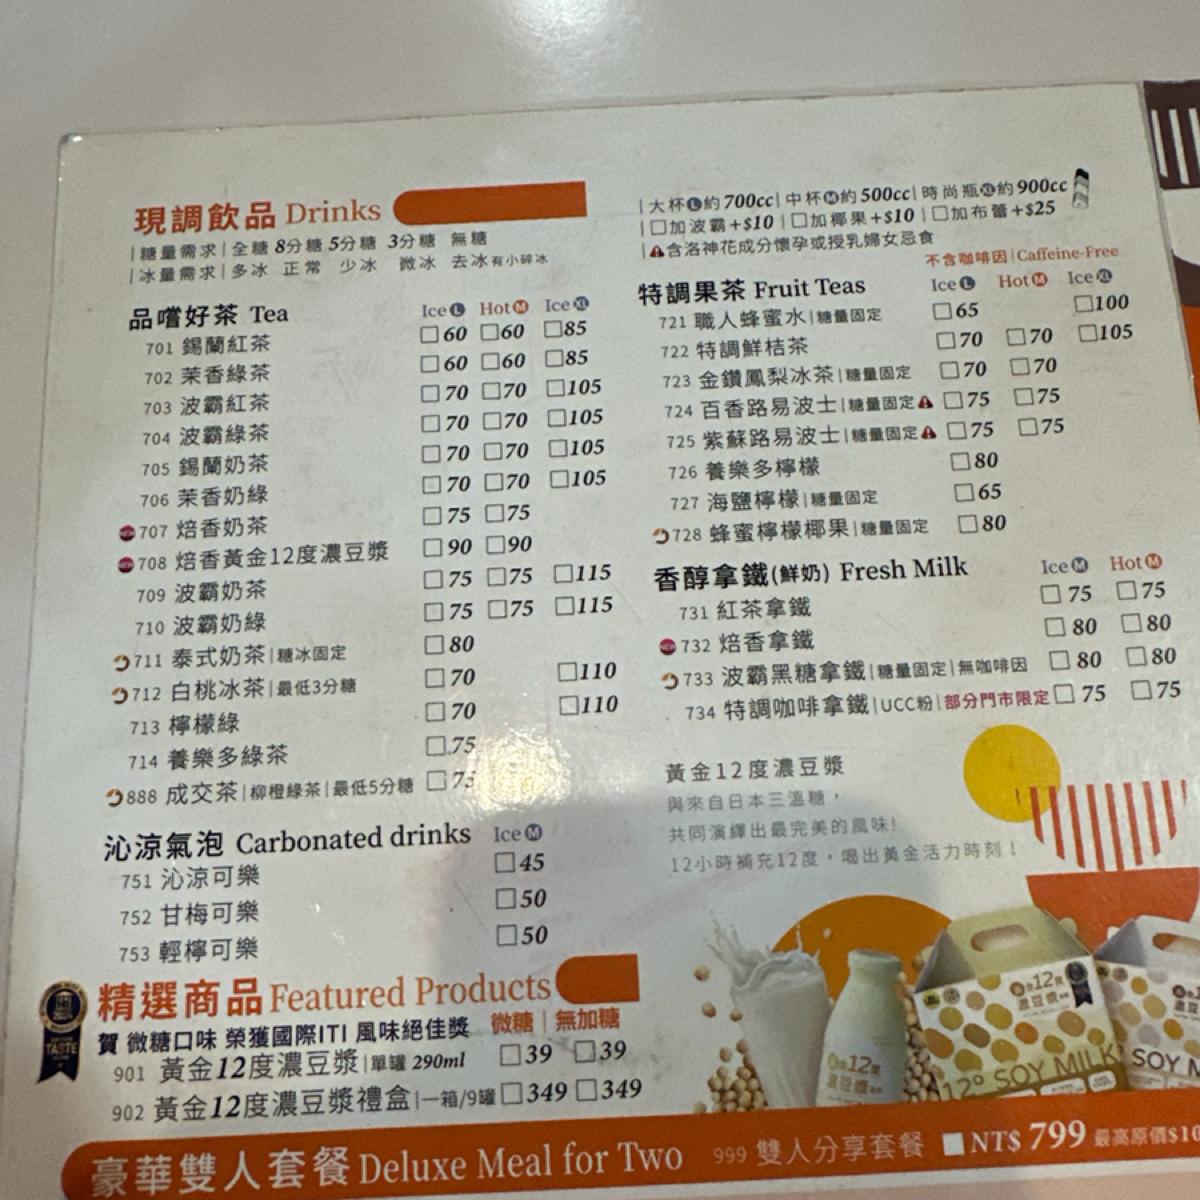 現調飲品 Drinks
|糖量需求|全糖 8分糖 5分糖 3分糖 無糖
|冰量需求|多冰 正常 少冰 微冰 去冰有小碎冰
品嚐好茶 Tea Ice L Hot M Ice XL
701 錫蘭紅茶 □60 □60 □85
702 茉香綠茶 □60 □60 □85
703 波霸紅茶 □70 □70 □105
704 波霸綠茶 □70 □70 □105
705 錫蘭奶茶 □70 □70 □105
706 茉香奶綠 □70 □70 □105
NEW 707 焙香奶茶 □75 □75
NEW 708 焙香黃金12度濃豆漿 □90 □90
709 波霸奶茶 □75 □75 □115
710 波霸奶綠 □75 □75 □115
711 泰式奶茶|糖冰固定 □80
712 白桃冰茶|最低3分糖 □70 □110
713 檸檬綠 □70 □110
714 養樂多綠茶 □75
888 成交茶|柳橙綠茶|最低5分糖 □75
沁涼氣泡 Carbonated drinks Ice M
751 沁涼可樂 □45
752 甘梅可樂 □50
753 輕檸可樂 □50
精選商品 Featured Products
賀 微糖口味 榮獲國際ITI 風味絕佳獎 微糖|無加糖
901 黃金12度濃豆漿|單罐 290ml □39 □39
902 黃金12度濃豆漿禮盒|一箱/9罐 □349 □349
|大杯L約700cc|中杯M約500cc|時尚瓶XL約900cc
|□加波霸+$10|□加椰果+$10|□加布蕾+$25
|含洛神花成分懷孕或授乳婦女忌食
不含咖啡因|Caffeine-Free
特調果茶 Fruit Teas Ice L Hot M Ice XL
721 職人蜂蜜水|糖量固定 □65 □100
722 特調鮮桔茶 □70 □70 □105
723 金鑽鳳梨冰茶|糖量固定 □70 □70
724 百香路易波士|糖量固定 □75 □75
725 紫蘇路易波士|糖量固定 □75 □75
726 養樂多檸檬 □80
727 海鹽檸檬|糖量固定 □65
728 蜂蜜檸檬椰果|糖量固定 □80
香醇拿鐵(鮮奶) Fresh Milk Ice M Hot M
731 紅茶拿鐵 □75 □75
NEW 732 焙香拿鐵 □80 □80
733 波霸黑糖拿鐵|糖量固定|無咖啡因 □80 □80
734 特調咖啡拿鐵|UCC粉|部分門市限定 □75 □75
黃金12度濃豆漿
與來自日本三溫糖，
共同演繹出最完美的風味!
12小時補充12度，喝出黃金活力時刻！
12° SOY MILK
SOY M
豪華雙人套餐 Deluxe Meal for Two 999 雙人分享套餐 NT$ 799 最高原價$10